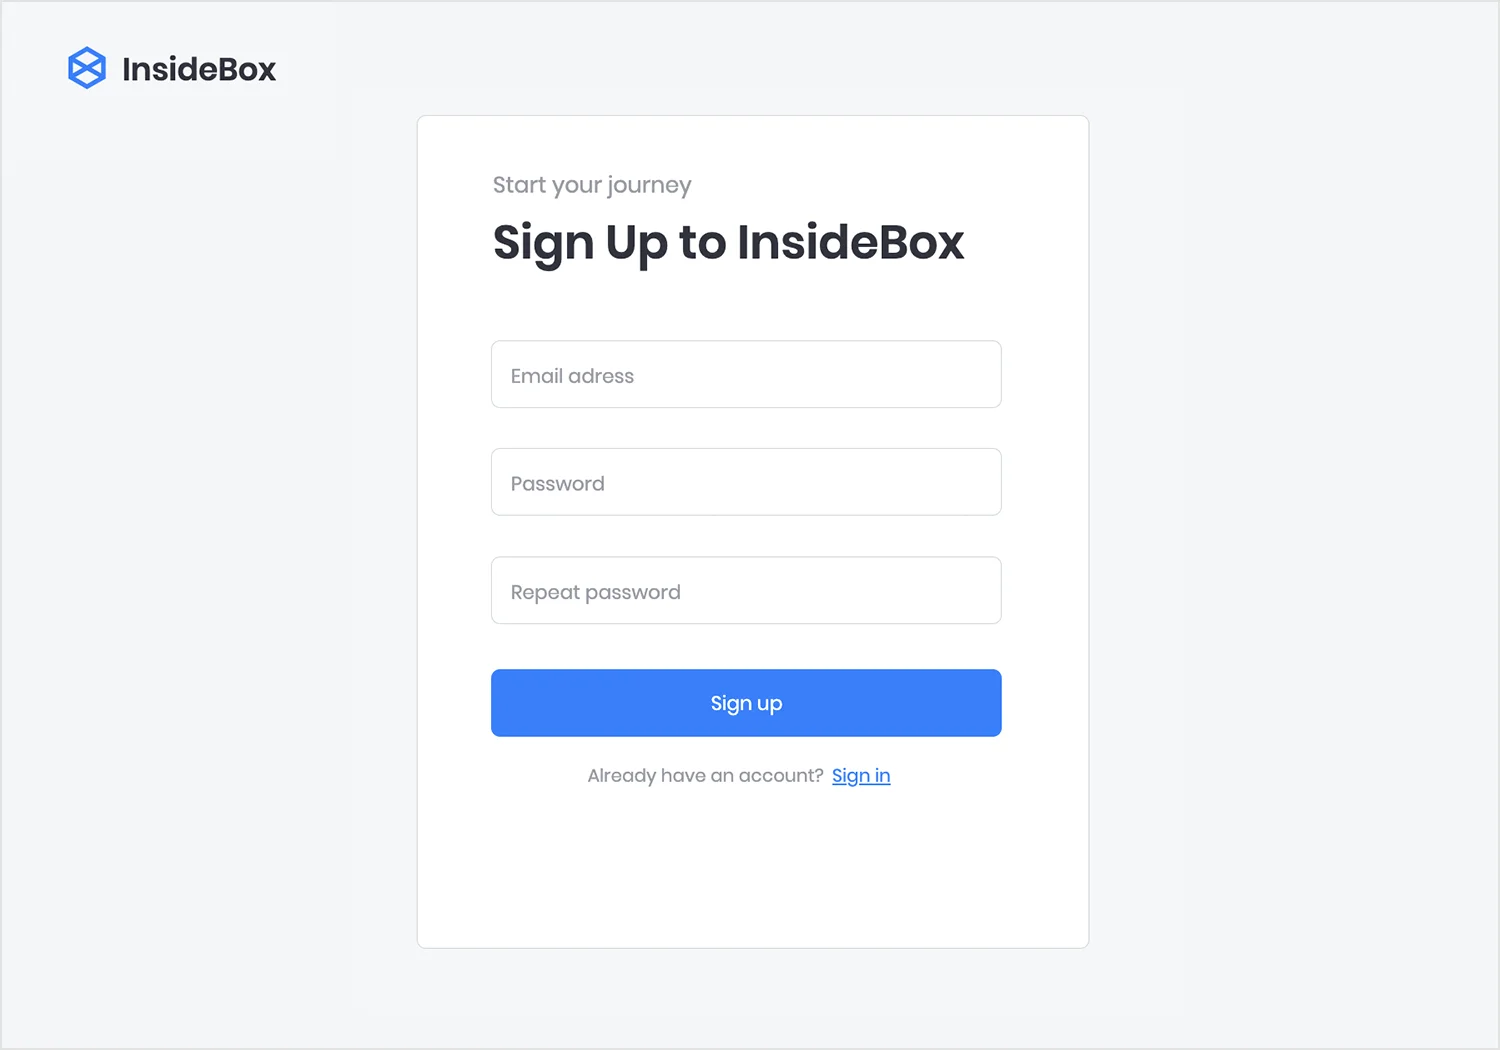 InsideBox
Start your journey
Sign Up to InsideBox
Email adress
Password
Repeat password
Sign up
Already have an account? Sign in